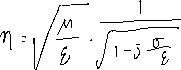 η = √(μ/ε) · 1/√(1-j σ/ε)